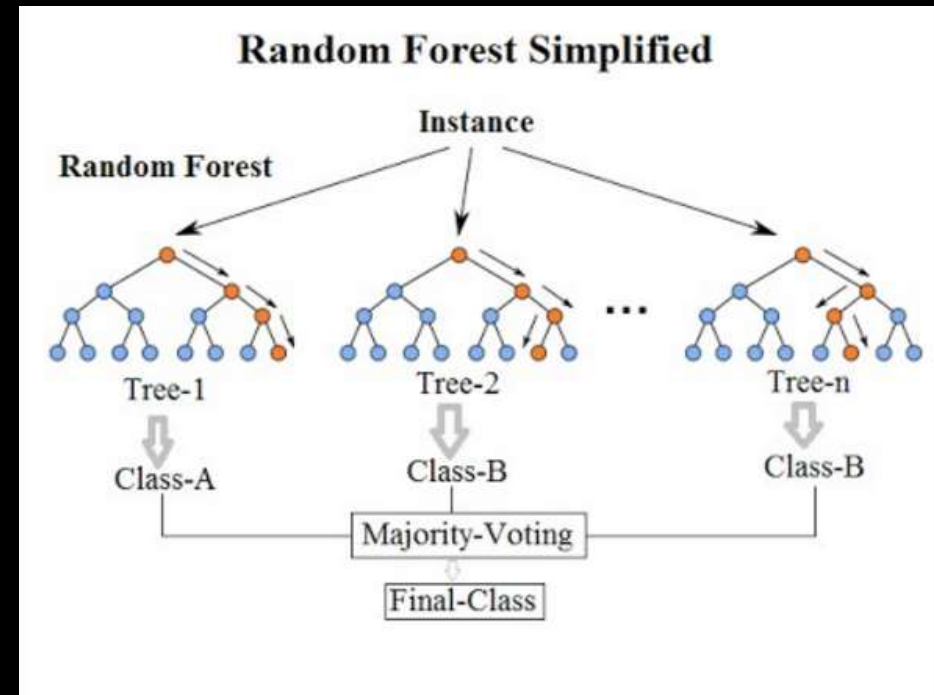 Random Forest Simplified
Instance
Random Forest
...
Tree-1
Tree-2
Tree-n
Class-A
Class-B
Class-B
Majority-Voting
Final-Class